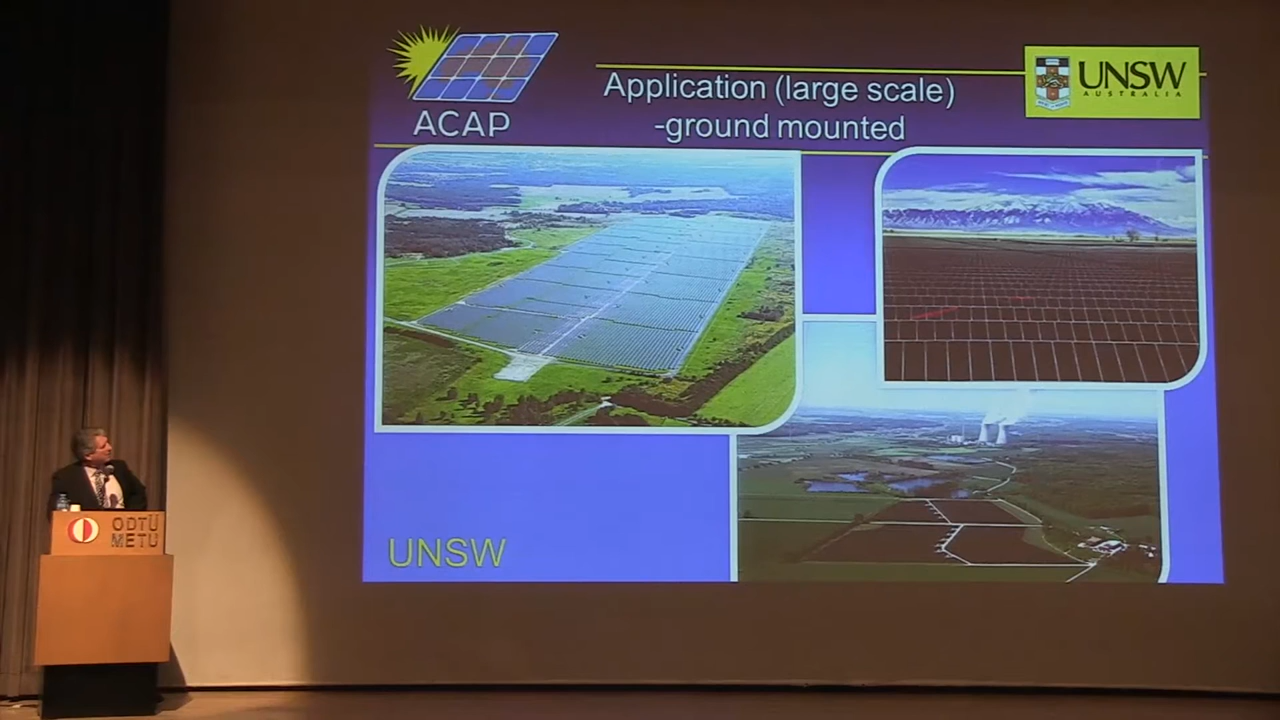 ACAP
Application (large scale)
-ground mounted
UNSW
AUSTRALIA
UNSW
ODTÜ
METU